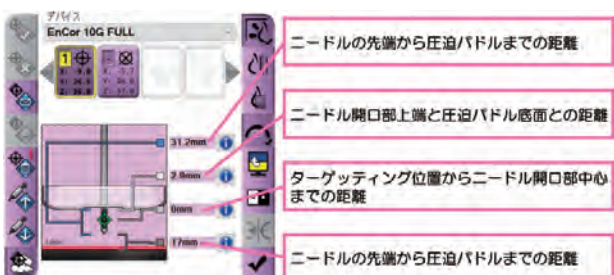 デバイス
EnCor 10G FULL
1
31.2mm
2.9mm
0mm
17mm
ニードルの先端から圧迫パドルまでの距離
ニードル開口部上端と圧迫パドル底面との距離
ターゲッティング位置からニードル開口部中心
までの距離
ニードルの先端から圧迫パドルまでの距離